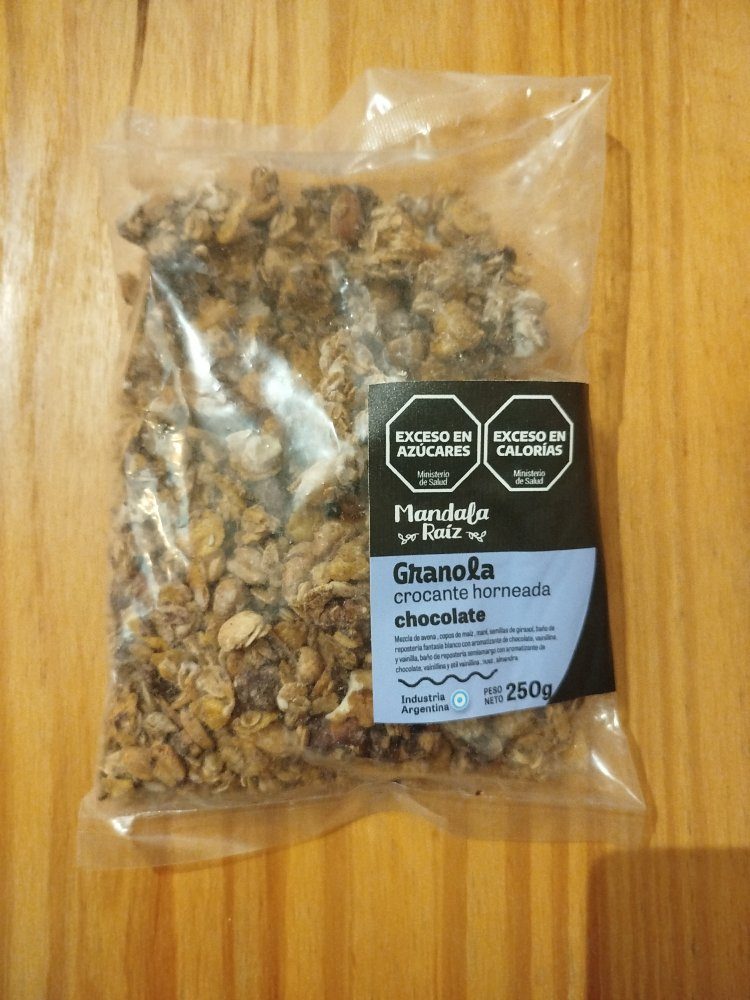 EXCESO EN
AZÚCARES
Ministerio
de Salud
EXCESO EN
CALORÍAS
Ministerio
de Salud
Mandala
Raíz
Granola
crocante horneada
chocolate
Mezcla de avena , copos de maíz , maní, semillas de girasol, baño de
repostería fantasía blanco con aromatizante de chocolate, vainillina,
y vainilla, baño de repostería semiamargo con aromatizante de
chocolate, vainillina y etil vainillina , nuez , almendra
Industria
Argentina
PESO
NETO 250g